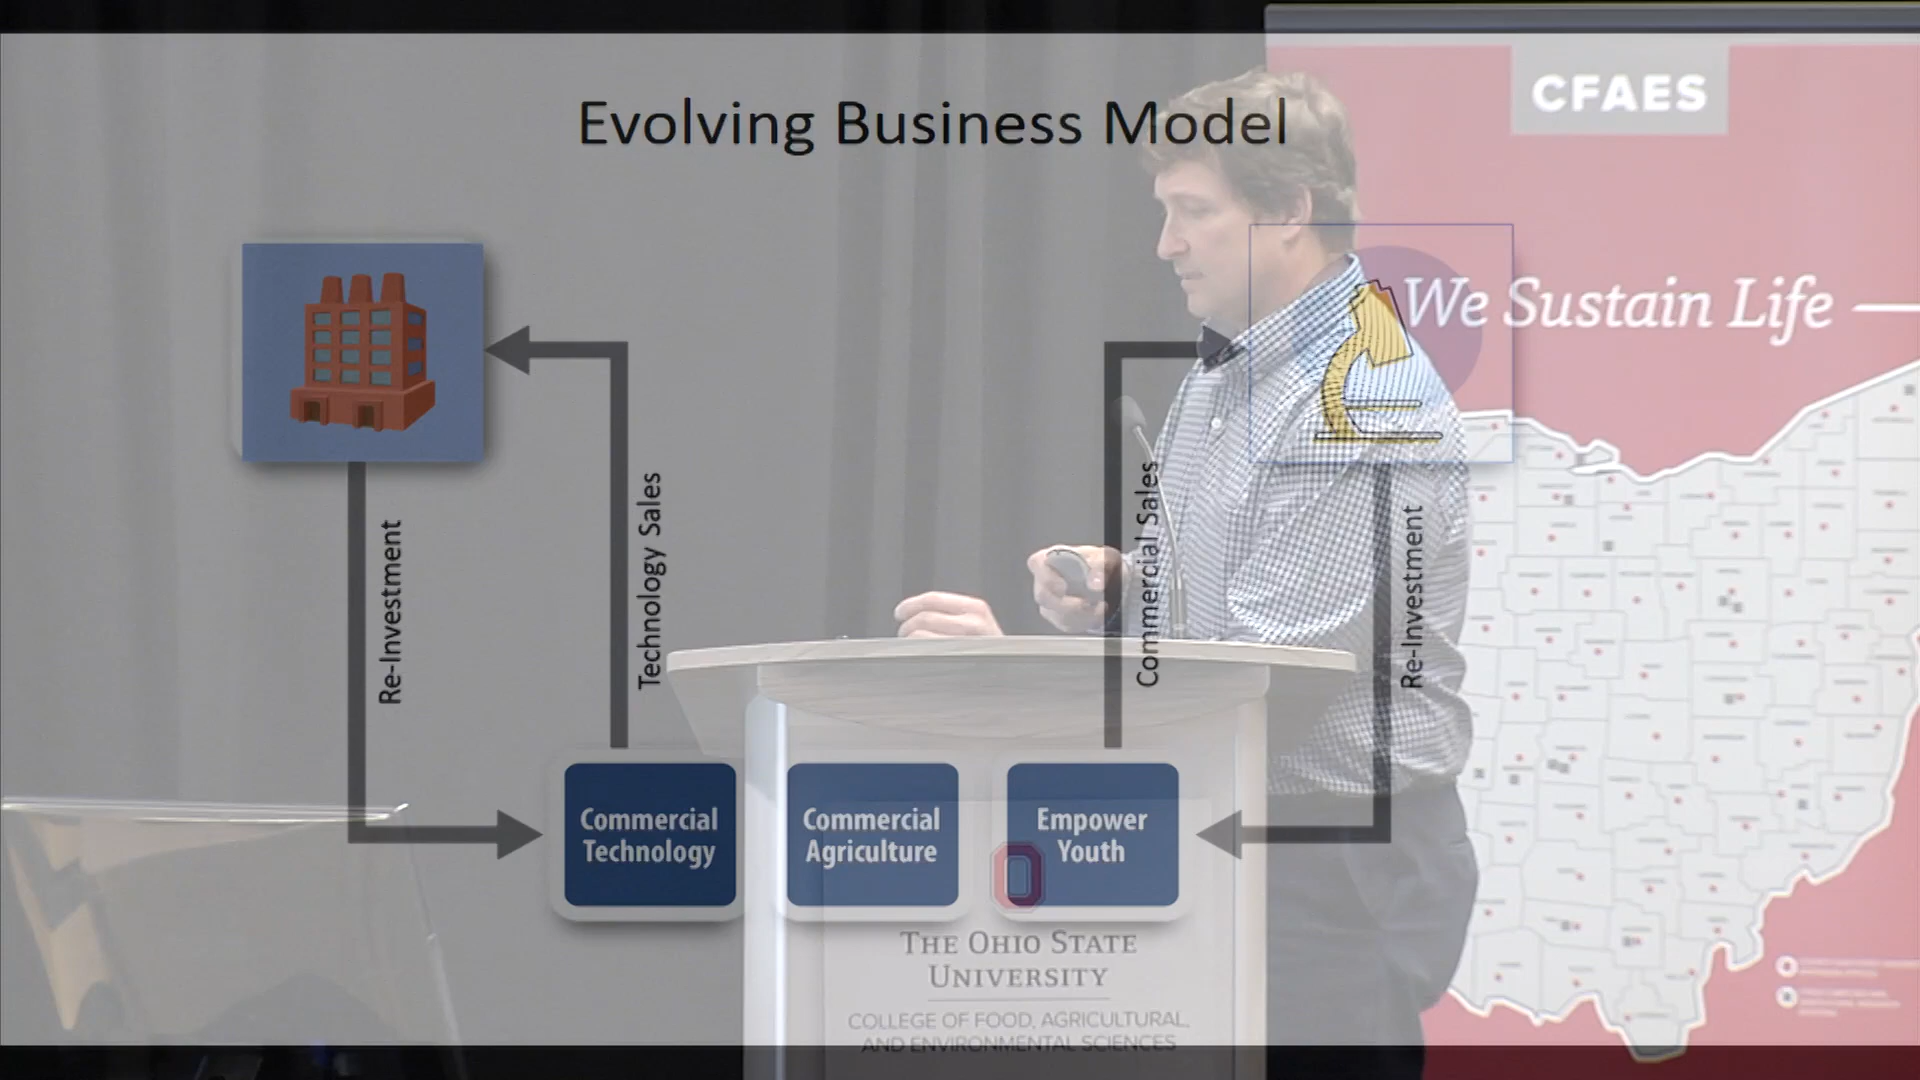 CFAES
Evolving Business Model
We Sustain Life
Re-Investment
Technology Sales
Commercial Sales
Re-Investment
Commercial
Technology
Commercial
Agriculture
Empower
Youth
THE OHIO STATE
UNIVERSITY
COLLEGE OF FOOD, AGRICULTURAL,
AND ENVIRONMENTAL SCIENCES